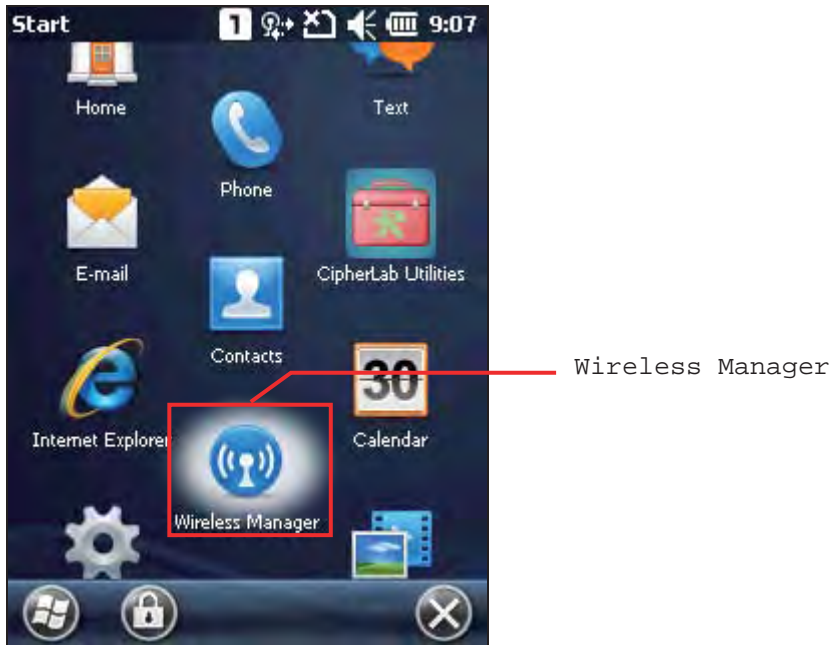 Start 1 9:07
Home
Text
Phone
E-mail
CipherLab Utilities
Contacts
30
Wireless Manager
Internet Explorer
Calendar
Wireless Manager